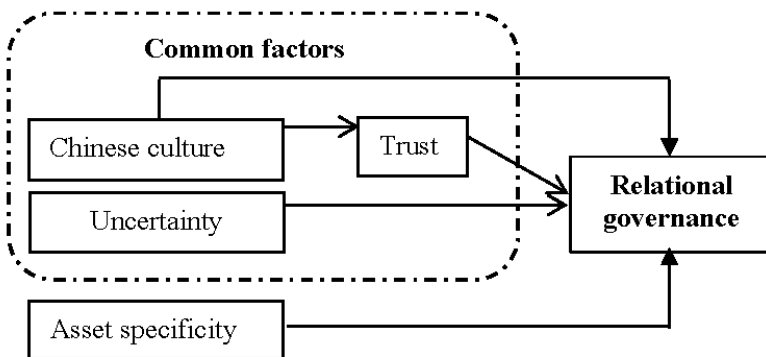 Common factors
Chinese culture
Trust
Relational
governance
Uncertainty
Asset specificity